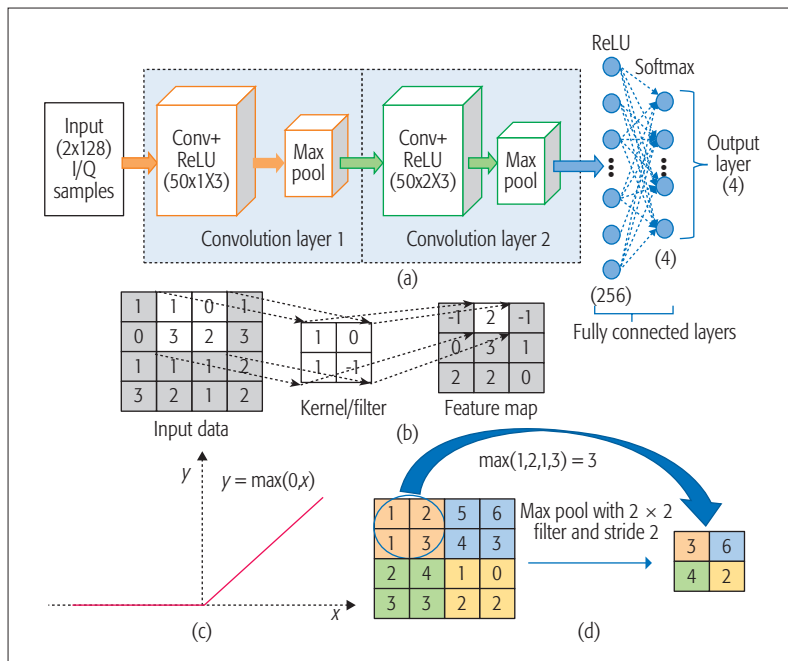 Input
(2x128)
I/Q
samples
Conv+
ReLU
(50x1X3)
Max
pool
Convolution layer 1
Conv+
ReLU
(50x2X3)
Max
pool
Convolution layer 2
ReLU
Softmax
Output
layer
(4)
(4)
(256)
Fully connected layers
(a)
1 1 0 1
0 3 2 3
1 1 1 2
3 2 1 2
Input data
1 0
1 -1
Kernel/filter
-1 2 -1
0 3 1
2 2 0
Feature map
(b)
y
y = max(0,x)
x
(c)
max(1,2,1,3) = 3
1 2 5 6
1 3 4 3
2 4 1 0
3 3 2 2
Max pool with 2 × 2
filter and stride 2
3 6
4 2
(d)